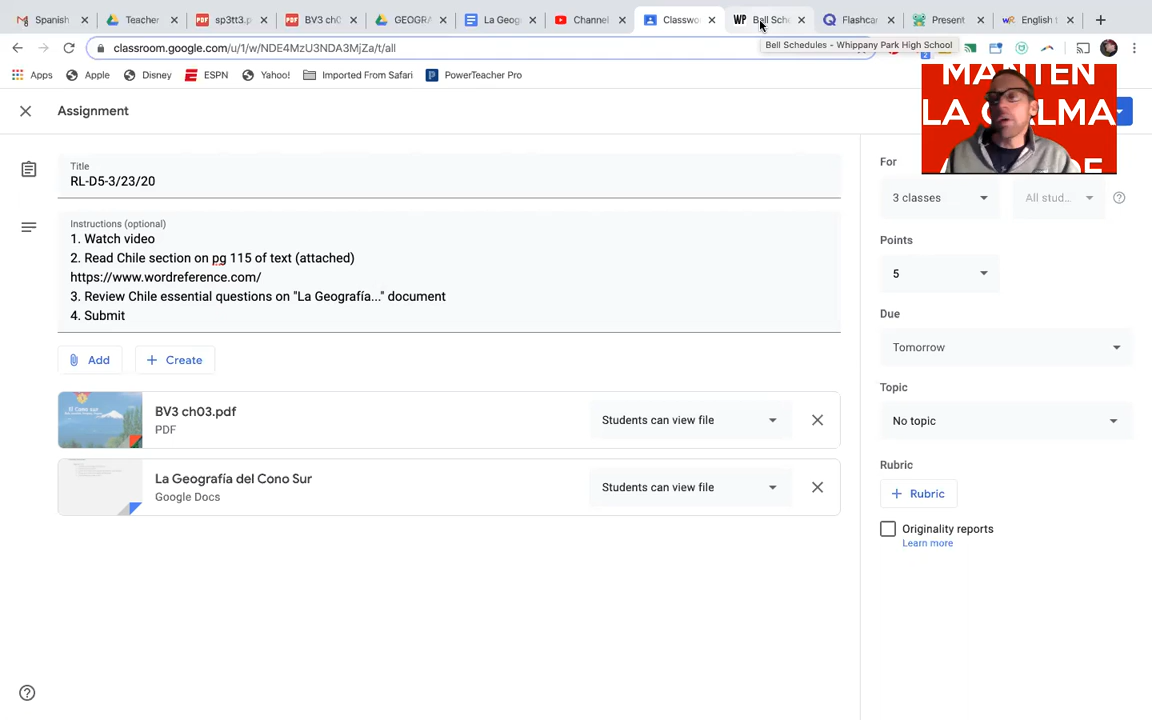 Spanish
Teacher
sp3tt3.p
BV3 ch0
GEOGRA
La Geog
Channel
Classwo
WP Bell Sche
Flashcar
Present
wR English t
classroom.google.com/u/1/w/NDE4MzU3NDA3MjZa/t/all
Bell Schedules - Whippany Park High School
2
Apps
Apple
Disney
ESPN
Yahoo!
Imported From Safari
PowerTeacher Pro
MANTEN
LA CALMA
Assignment
Title
RL-D5-3/23/20
Instructions (optional)
1. Watch video
2. Read Chile section on pg 115 of text (attached)
https://www.wordreference.com/
3. Review Chile essential questions on "La Geografía..." document
4. Submit
Add
Create
BV3 ch03.pdf
PDF
Students can view file
La Geografía del Cono Sur
Google Docs
Students can view file
For
3 classes
All stud...
Points
5
Due
Tomorrow
Topic
No topic
Rubric
Rubric
Originality reports
Learn more